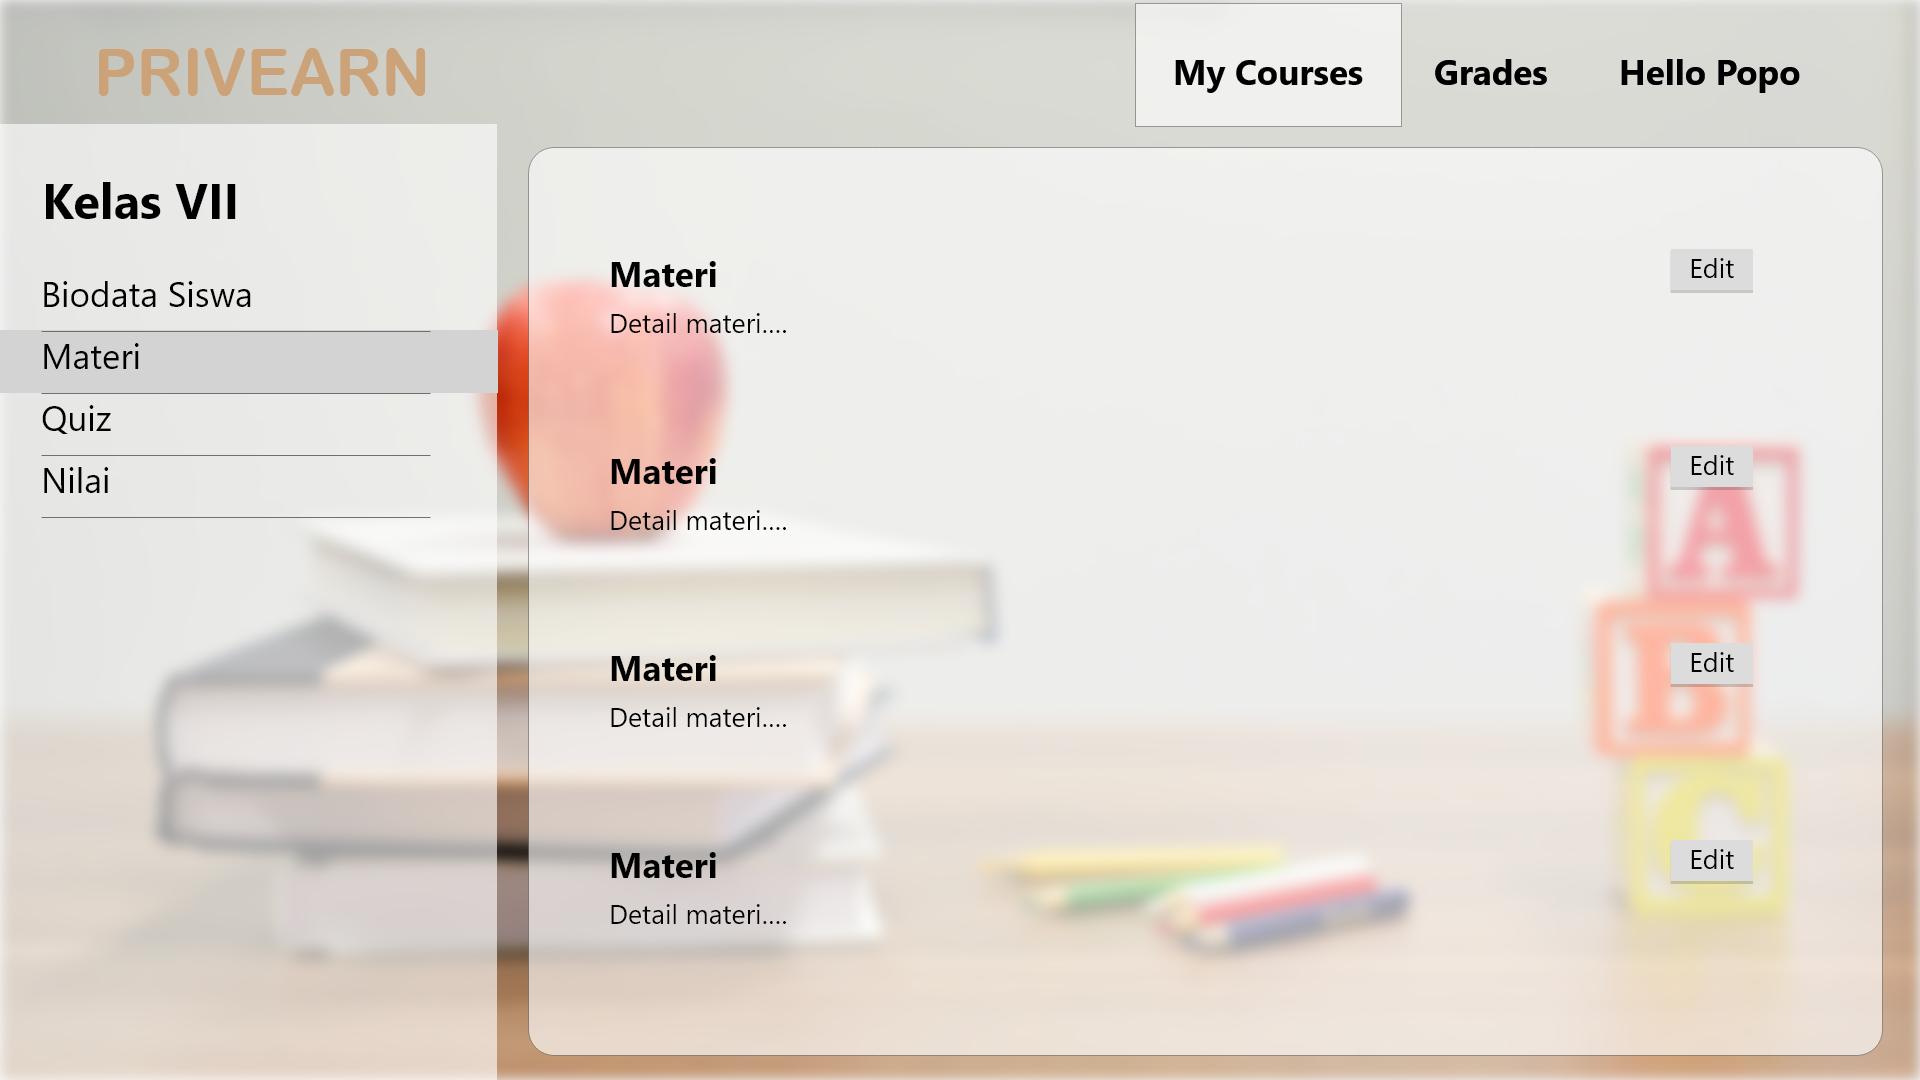 PRIVEARN
My Courses
Grades
Hello Popo
Kelas VII
Biodata Siswa
Materi
Quiz
Nilai
Materi
Edit
Detail materi....
Materi
Edit
Detail materi....
Materi
Edit
Detail materi....
Materi
Edit
Detail materi....
A
B
C